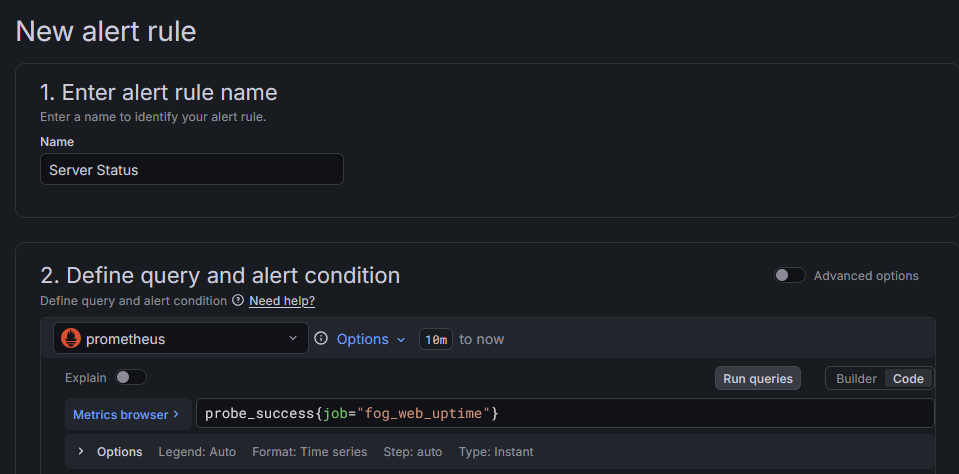 New alert rule
1. Enter alert rule name
Enter a name to identify your alert rule.
Name
Server Status
2. Define query and alert condition
Advanced options
Define query and alert condition Need help?
prometheus Options 10m to now
Explain Run queries Builder Code
Metrics browser > probe_success{job="fog_web_uptime"}
> Options Legend: Auto Format: Time series Step: auto Type: Instant